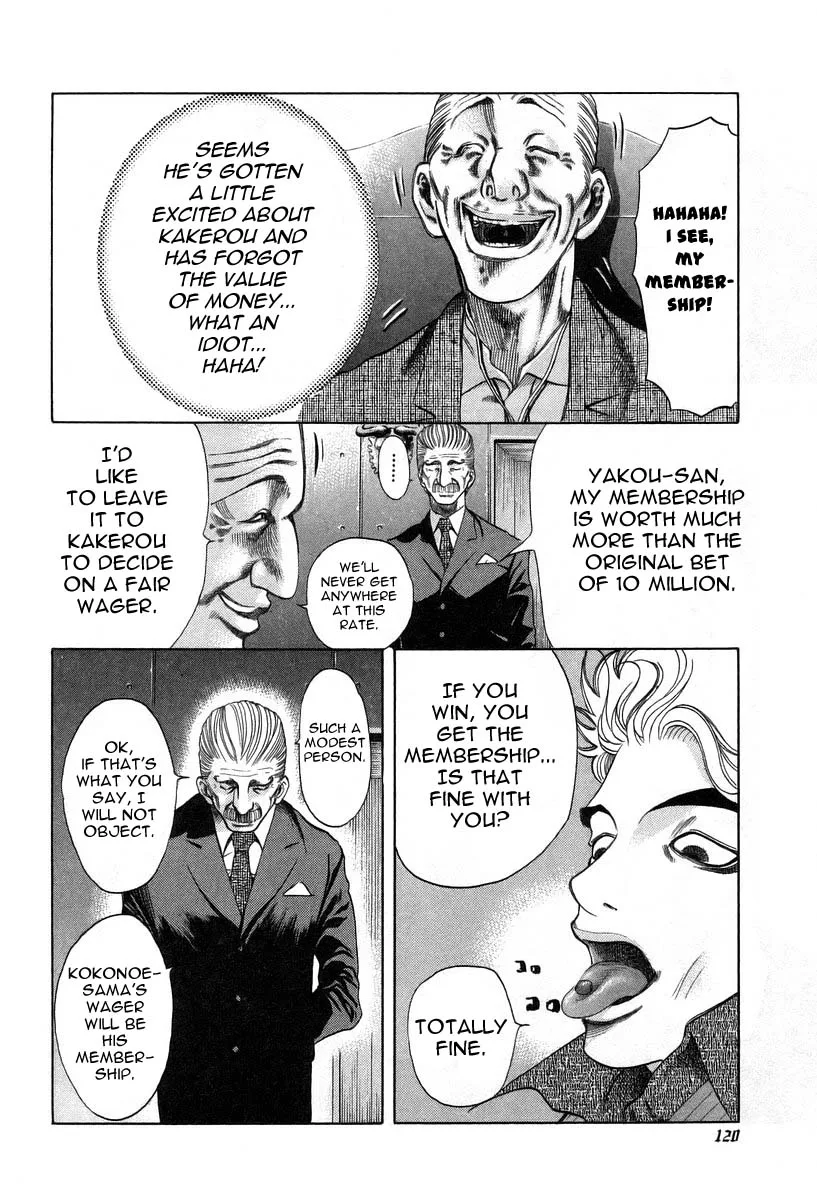 HAHAHA!
I SEE,
MY
MEMBER-
SHIP!
SEEMS
HE'S GOTTEN
A LITTLE
EXCITED ABOUT
KAKEROU AND
HAS FORGOT
THE VALUE
OF MONEY...
WHAT AN
IDIOT...
HAHA!
YAKOU-SAN,
MY MEMBERSHIP
IS WORTH MUCH
MORE THAN THE
ORIGINAL BET
OF 10 MILLION.
......
WE'LL
NEVER GET
ANYWHERE
AT THIS
RATE.
I'D
LIKE
TO LEAVE
IT TO
KAKEROU
TO DECIDE
ON A FAIR
WAGER.
IF YOU
WIN, YOU
GET THE
MEMBERSHIP...
IS THAT
FINE WITH
YOU?
コロ
コロ
TOTALLY
FINE.
SUCH A
MODEST
PERSON.
OK,
IF THAT'S
WHAT YOU
SAY, I
WILL NOT
OBJECT.
KOKONOE-
SAMA'S
WAGER
WILL BE
HIS
MEMBER-
SHIP.
120